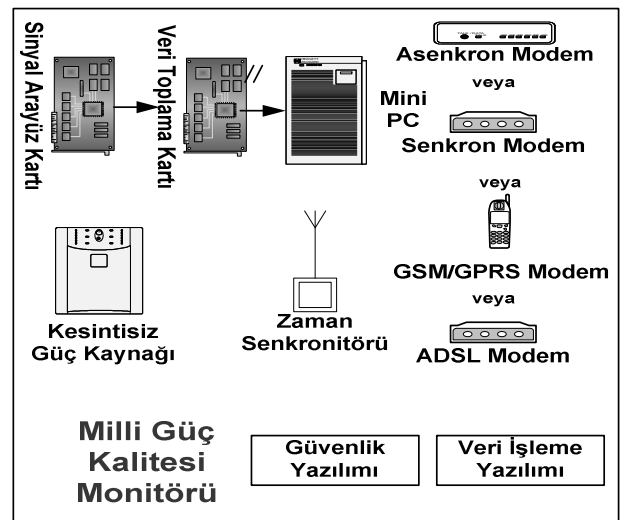 Sinyal Arayüz Kartı
Veri Toplama Kartı
Mini
PC
Asenkron Modem
veya
Senkron Modem
veya
GSM/GPRS Modem
veya
ADSL Modem
Kesintisiz
Güç Kaynağı
Zaman
Senkronitörü
Milli Güç
Kalitesi
Monitörü
Güvenlik
Yazılımı
Veri İşleme
Yazılımı